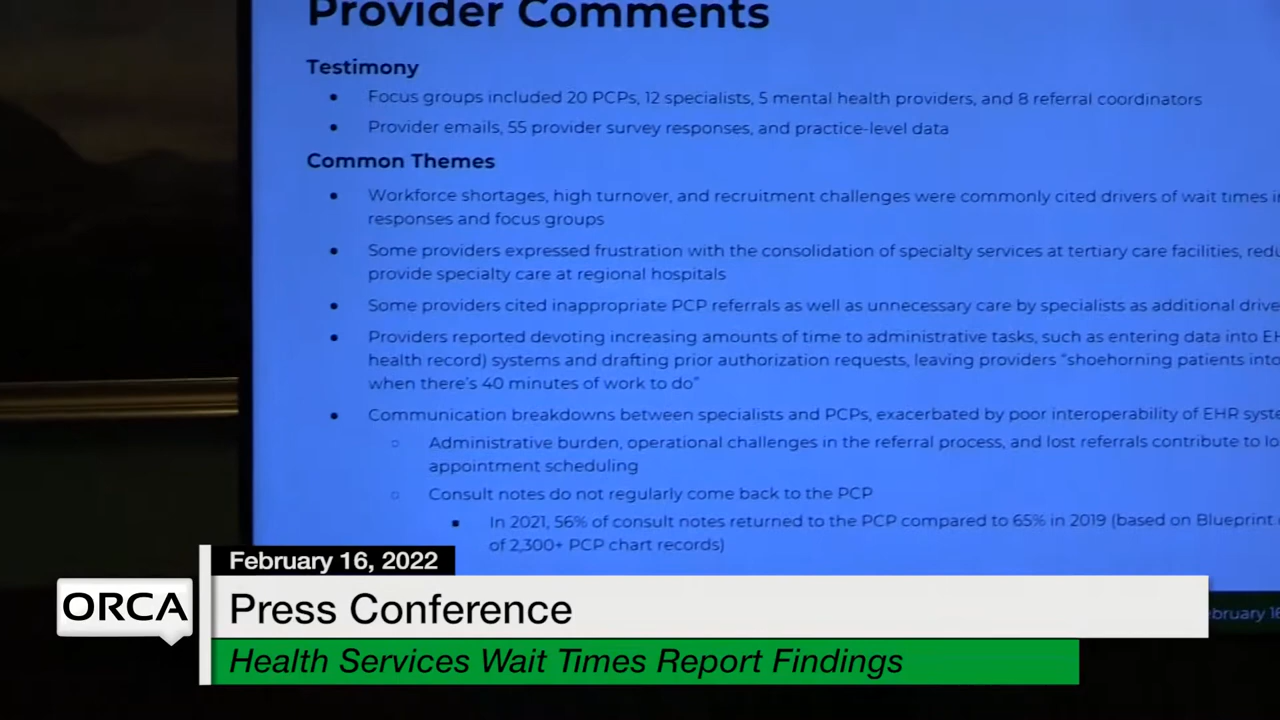 Provider Comments
Testimony
• Focus groups included 20 PCPs, 12 specialists, 5 mental health providers, and 8 referral coordinators
• Provider emails, 55 provider survey responses, and practice-level data
Common Themes
• Workforce shortages, high turnover, and recruitment challenges were commonly cited drivers of wait times
responses and focus groups
• Some providers expressed frustration with the consolidation of specialty services at tertiary care facilities,
provide specialty care at regional hospitals
• Some providers cited inappropriate PCP referrals as well as unnecessary care by specialists as additional
• Providers reported devoting increasing amounts of time to administrative tasks, such as entering data into
health record) systems and drafting prior authorization requests, leaving providers “shoehorning patients into
when there's 40 minutes of work to do”
• Communication breakdowns between specialists and PCPs, exacerbated by poor interoperability of EHR
○ Administrative burden, operational challenges in the referral process, and lost referrals contribute to
appointment scheduling
○ Consult notes do not regularly come back to the PCP
▪ In 2021, 56% of consult notes returned to the PCP compared to 65% in 2019 (based on Blueprint
of 2,300+ PCP chart records)
February 16, 2022
ORCA
Press Conference
Health Services Wait Times Report Findings